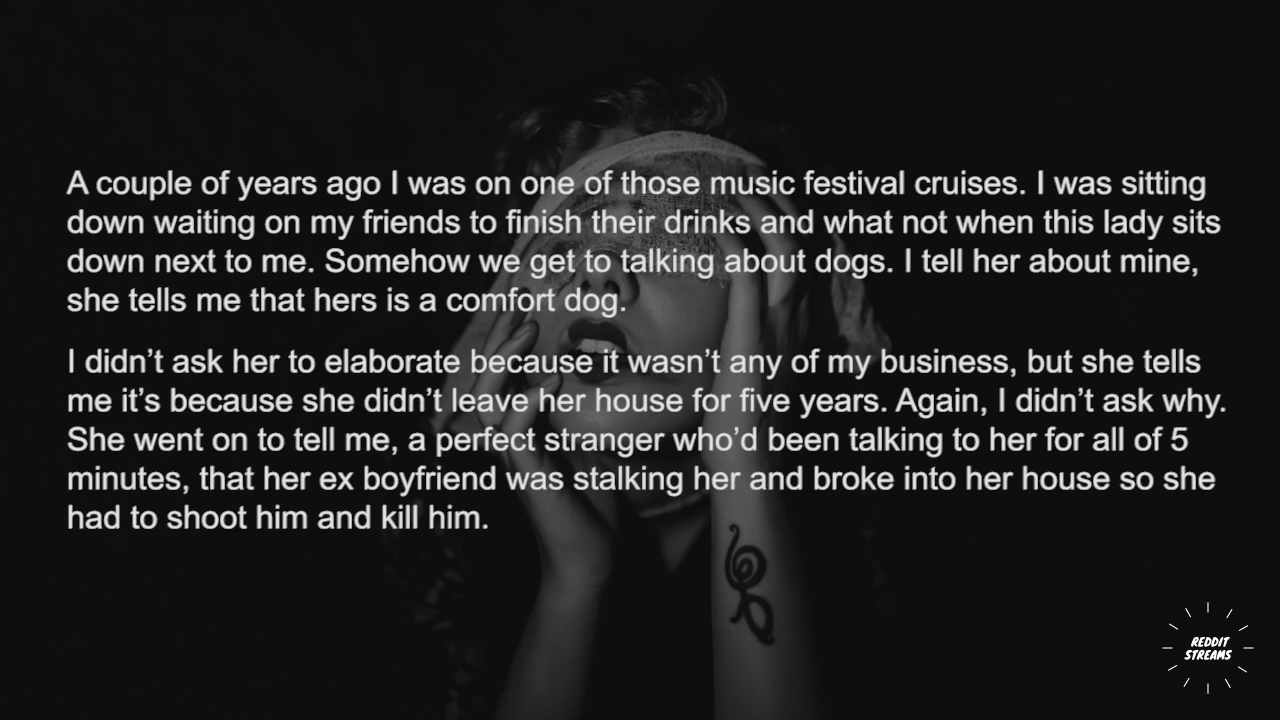 A couple of years ago I was on one of those music festival cruises. I was sitting
down waiting on my friends to finish their drinks and what not when this lady sits
down next to me. Somehow we get to talking about dogs. I tell her about mine,
she tells me that hers is a comfort dog.
I didn’t ask her to elaborate because it wasn’t any of my business, but she tells
me it’s because she didn’t leave her house for five years. Again, I didn’t ask why.
She went on to tell me, a perfect stranger who’d been talking to her for all of 5
minutes, that her ex boyfriend was stalking her and broke into her house so she
had to shoot him and kill him.
REDDIT
STREAMS